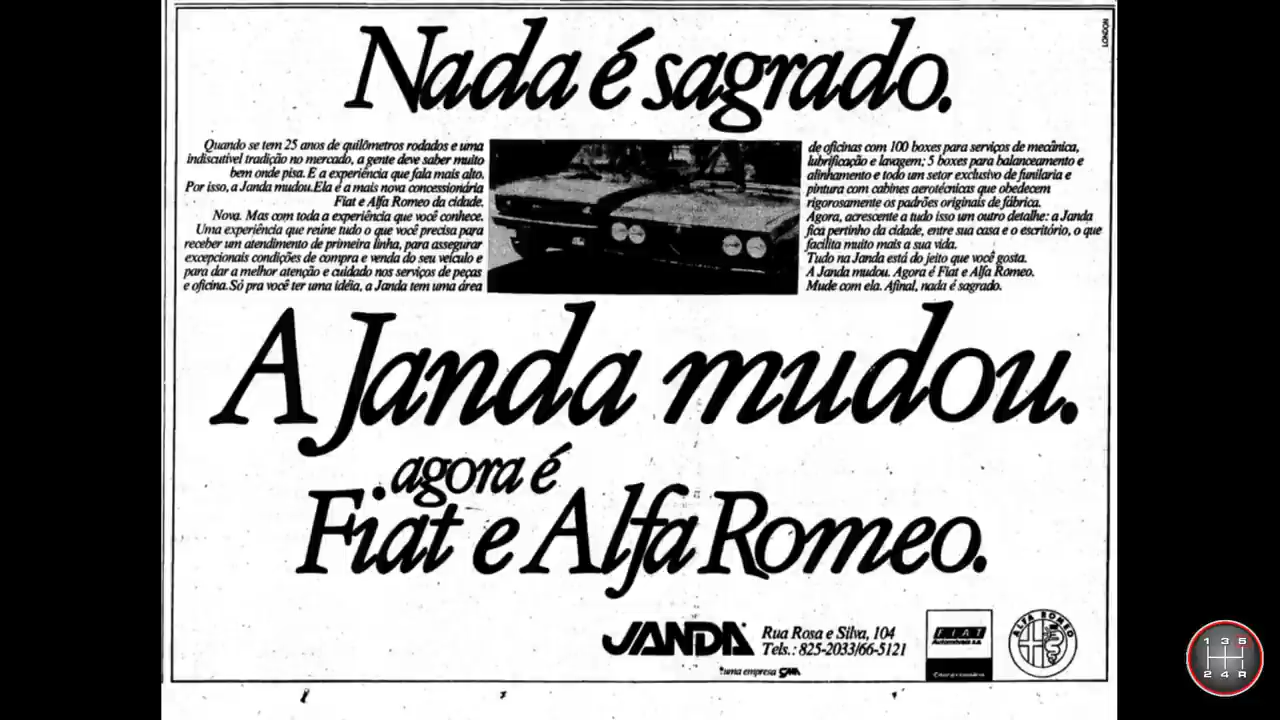 Nada é sagrado.
Quando se tem 25 anos de quilômetros rodados e uma
indiscutível tradição no mercado, a gente deve saber muito
bem onde pisa. E a experiência que fala mais alto.
Por isso, a Janda mudou.Ela é a mais nova concessionária
Fiat e Alfa Romeo da cidade.
Nova. Mas com toda a experiência que você conhece.
Uma experiência que reúne tudo o que você precisa para
receber um atendimento de primeira linha, para assegurar
excepcionais condições de compra e venda do seu veículo e
para dar a melhor atenção e cuidado nos serviços de peças
e oficina.Só pra você ter uma idéia, a Janda tem uma área
de oficinas com 100 boxes para serviços de mecânica,
lubrificação e lavagem; 5 boxes para balanceamento e
alinhamento e todo um setor exclusivo de funilaria e
pintura com cabines aerotécnicas que obedecem
rigorosamente os padrões originais de fábrica.
Agora, acrescente a tudo isso um outro detalhe: a Janda
fica pertinho da cidade, entre sua casa e o escritório, o que
facilita muito mais a sua vida.
Tudo na Janda está do jeito que você gosta.
A Janda mudou. Agora é Fiat e Alfa Romeo.
Mude com ela. Afinal, nada é sagrado.
A Janda mudou.
agora é
Fiat e Alfa Romeo.
JANDA*
Rua Rosa e Silva, 104
Tels.: 825-2033/66-5121
*uma empresa
FIAT
Automóveis S.A.
ALFA ROMEO
1 3 5
2 4 R